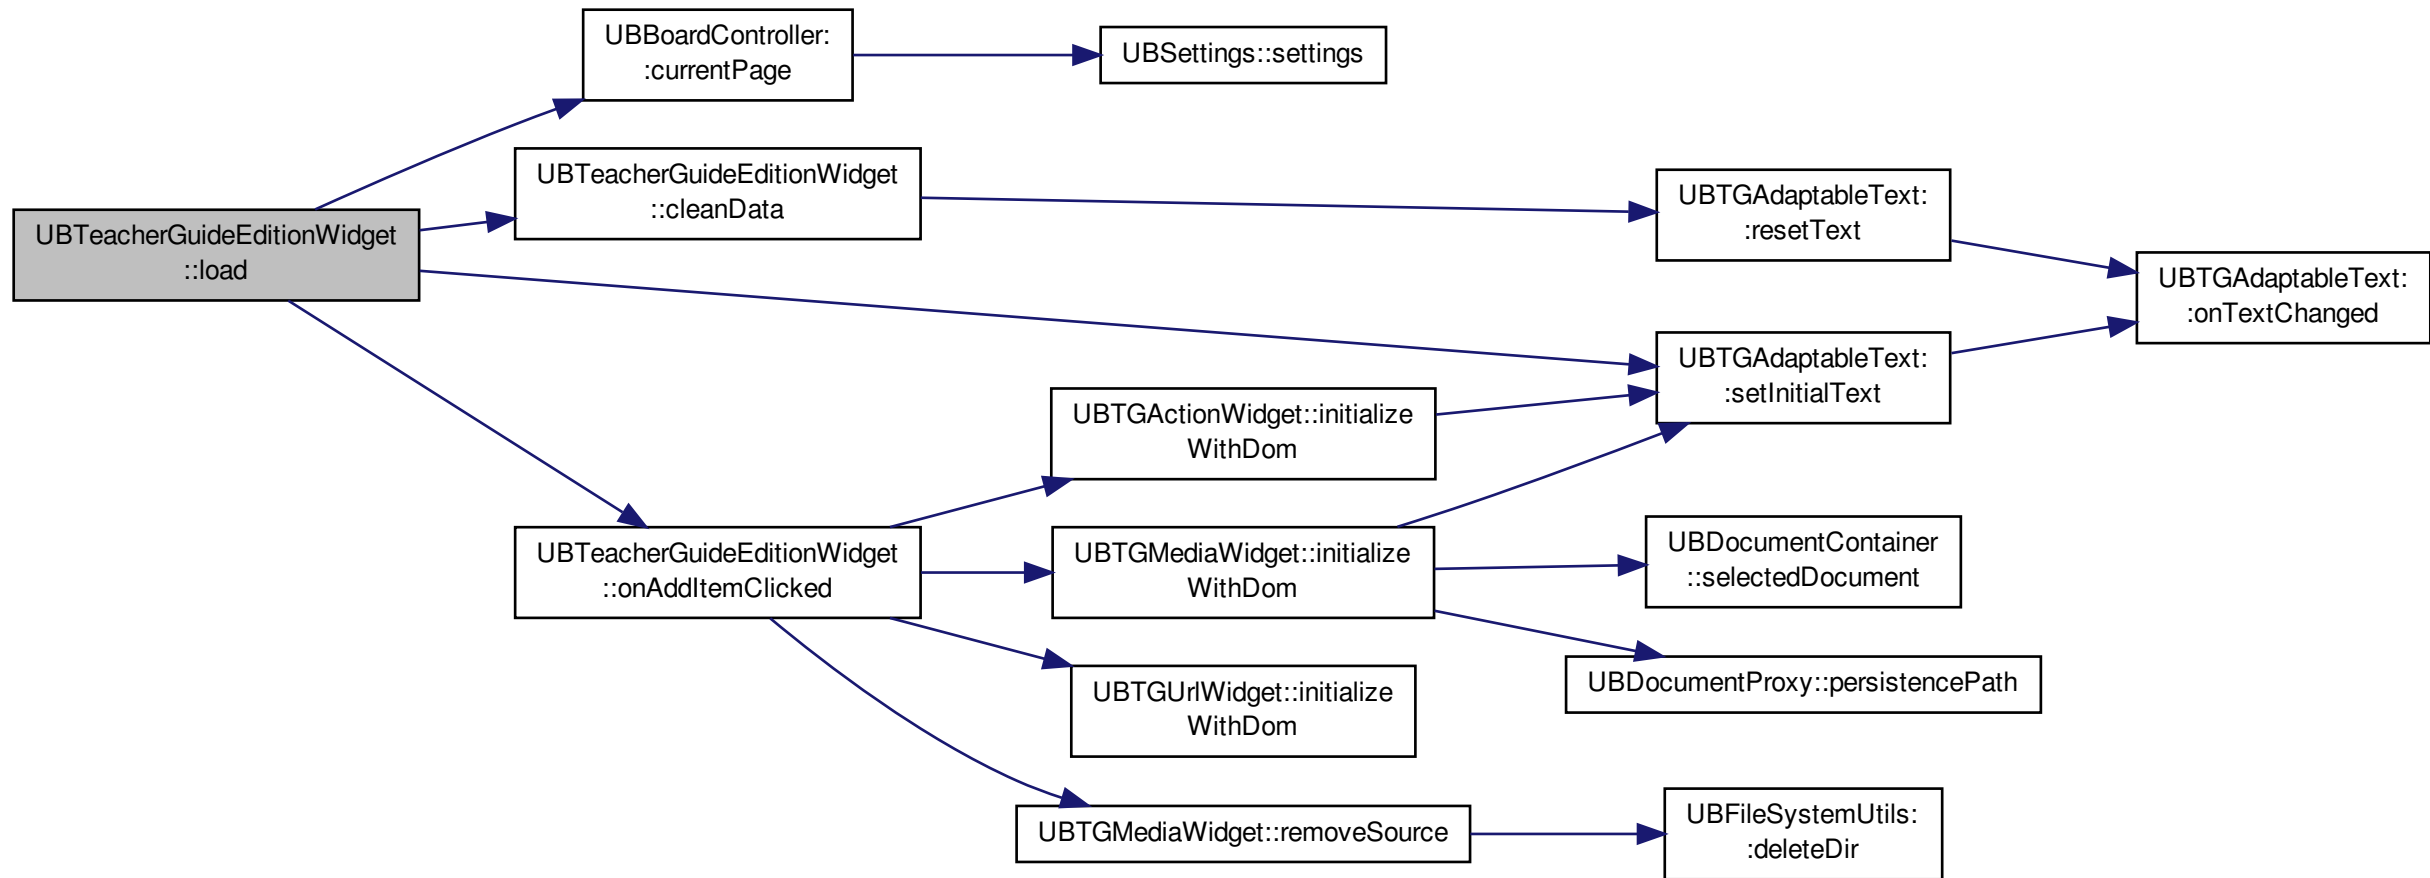 UBBoardController:
:currentPage
UBSettings::settings
UBTeacherGuideEditionWidget
::cleanData
UBTGAdaptableText:
:resetText
UBTeacherGuideEditionWidget
::load
UBTGAdaptableText:
:onTextChanged
UBTGAdaptableText:
:setInitialText
UBTGActionWidget::initialize
WithDom
UBTeacherGuideEditionWidget
::onAddItemClicked
UBTGMediaWidget::initialize
WithDom
UBDocumentContainer
::selectedDocument
UBDocumentProxy::persistencePath
UBTGUrlWidget::initialize
WithDom
UBTGMediaWidget::removeSource
UBFileSystemUtils:
:deleteDir